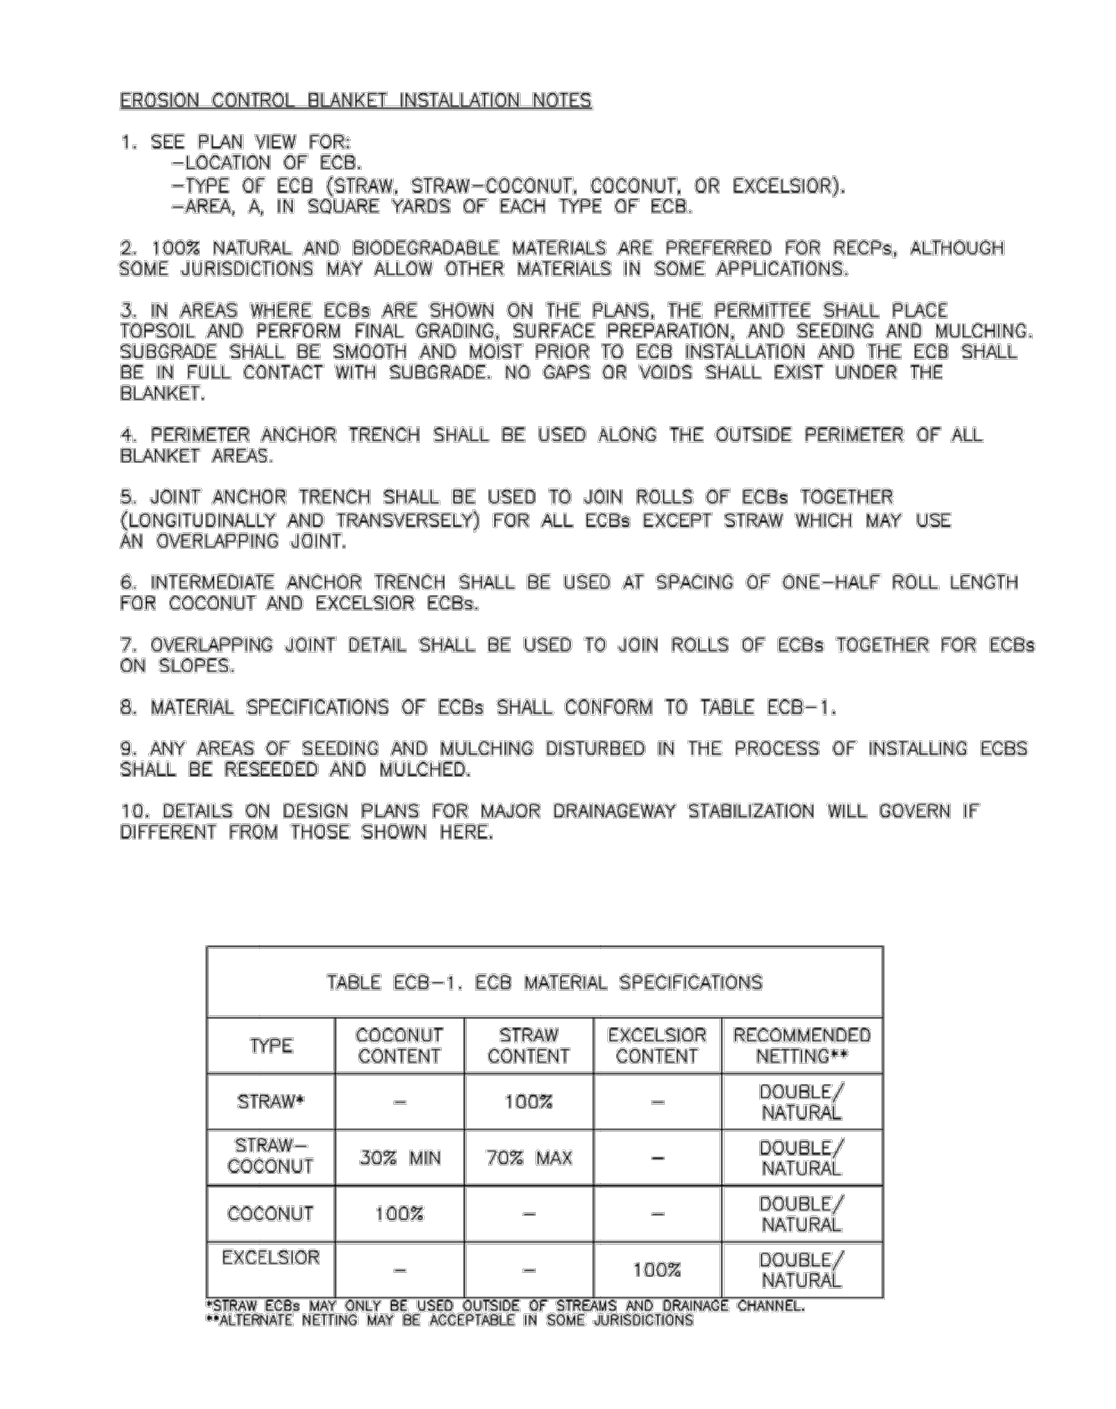 EROSION CONTROL BLANKET INSTALLATION NOTES
1. SEE PLAN VIEW FOR:
-LOCATION OF ECB.
-TYPE OF ECB (STRAW, STRAW-COCONUT, COCONUT, OR EXCELSIOR).
-AREA, A, IN SQUARE YARDS OF EACH TYPE OF ECB.
2. 100% NATURAL AND BIODEGRADABLE MATERIALS ARE PREFERRED FOR RECPs, ALTHOUGH
SOME JURISDICTIONS MAY ALLOW OTHER MATERIALS IN SOME APPLICATIONS.
3. IN AREAS WHERE ECBs ARE SHOWN ON THE PLANS, THE PERMITTEE SHALL PLACE
TOPSOIL AND PERFORM FINAL GRADING, SURFACE PREPARATION, AND SEEDING AND MULCHING.
SUBGRADE SHALL BE SMOOTH AND MOIST PRIOR TO ECB INSTALLATION AND THE ECB SHALL
BE IN FULL CONTACT WITH SUBGRADE. NO GAPS OR VOIDS SHALL EXIST UNDER THE
BLANKET.
4. PERIMETER ANCHOR TRENCH SHALL BE USED ALONG THE OUTSIDE PERIMETER OF ALL
BLANKET AREAS.
5. JOINT ANCHOR TRENCH SHALL BE USED TO JOIN ROLLS OF ECBs TOGETHER
(LONGITUDINALLY AND TRANSVERSELY) FOR ALL ECBs EXCEPT STRAW WHICH MAY USE
AN OVERLAPPING JOINT.
6. INTERMEDIATE ANCHOR TRENCH SHALL BE USED AT SPACING OF ONE-HALF ROLL LENGTH
FOR COCONUT AND EXCELSIOR ECBs.
7. OVERLAPPING JOINT DETAIL SHALL BE USED TO JOIN ROLLS OF ECBs TOGETHER FOR ECBs
ON SLOPES.
8. MATERIAL SPECIFICATIONS OF ECBs SHALL CONFORM TO TABLE ECB-1.
9. ANY AREAS OF SEEDING AND MULCHING DISTURBED IN THE PROCESS OF INSTALLING ECBS
SHALL BE RESEEDED AND MULCHED.
10. DETAILS ON DESIGN PLANS FOR MAJOR DRAINAGEWAY STABILIZATION WILL GOVERN IF
DIFFERENT FROM THOSE SHOWN HERE.
TABLE ECB-1. ECB MATERIAL SPECIFICATIONS
TYPE COCONUT CONTENT STRAW CONTENT EXCELSIOR CONTENT RECOMMENDED NETTING**
STRAW* - 100% - DOUBLE/ NATURAL
STRAW- COCONUT 30% MIN 70% MAX - DOUBLE/ NATURAL
COCONUT 100% - - DOUBLE/ NATURAL
EXCELSIOR - - 100% DOUBLE/ NATURAL
*STRAW ECBs MAY ONLY BE USED OUTSIDE OF STREAMS AND DRAINAGE CHANNEL.
**ALTERNATE NETTING MAY BE ACCEPTABLE IN SOME JURISDICTIONS